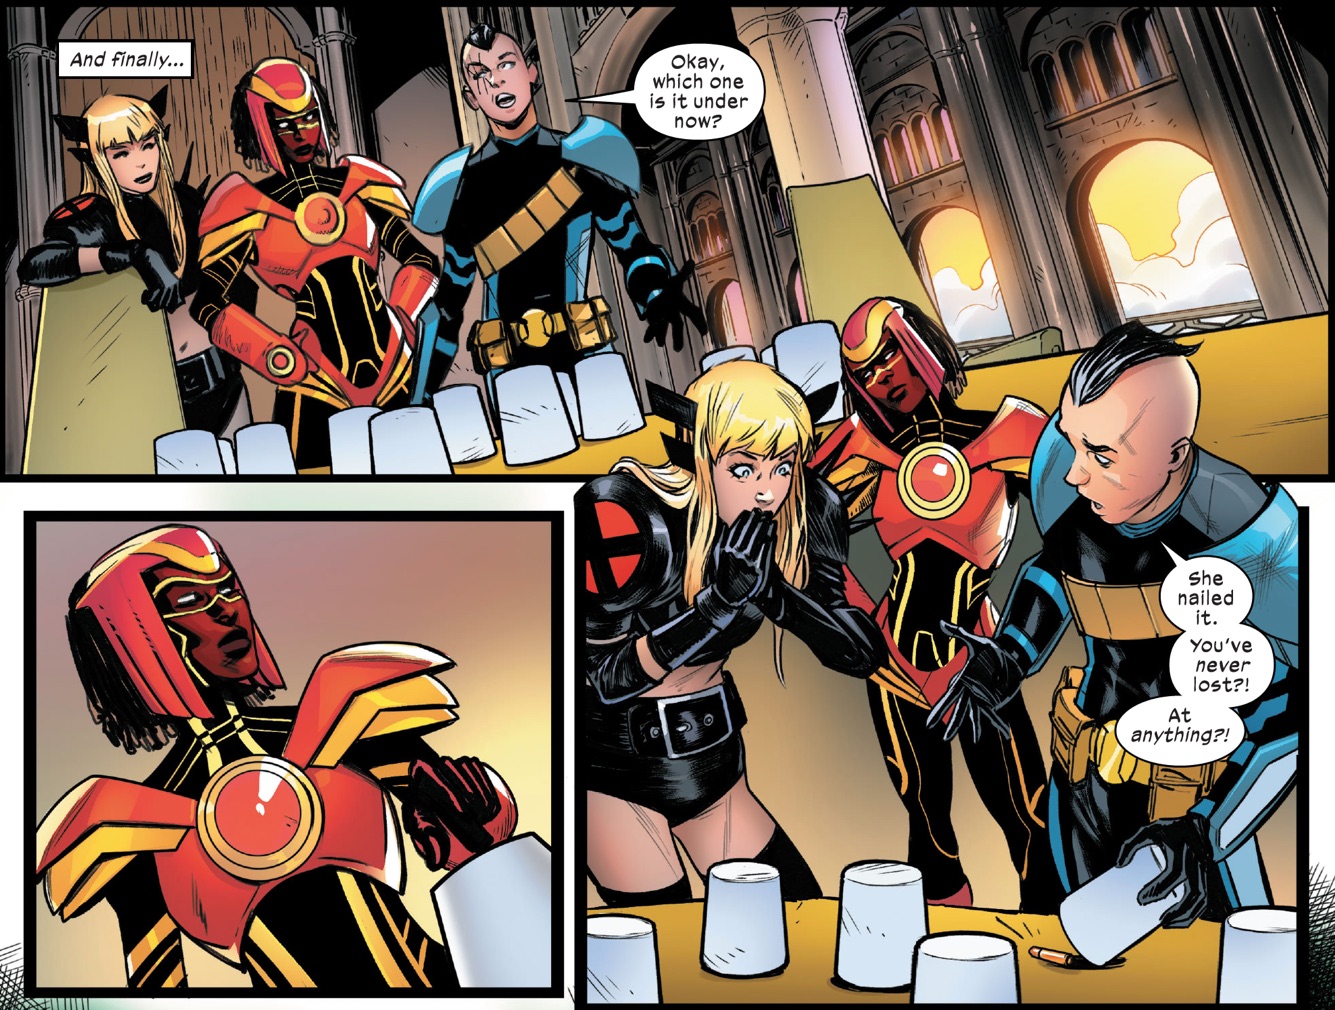 And finally...
Okay,
which one
is it under
now?
She
nailed
it.
You've
never
lost?!
At
anything?!